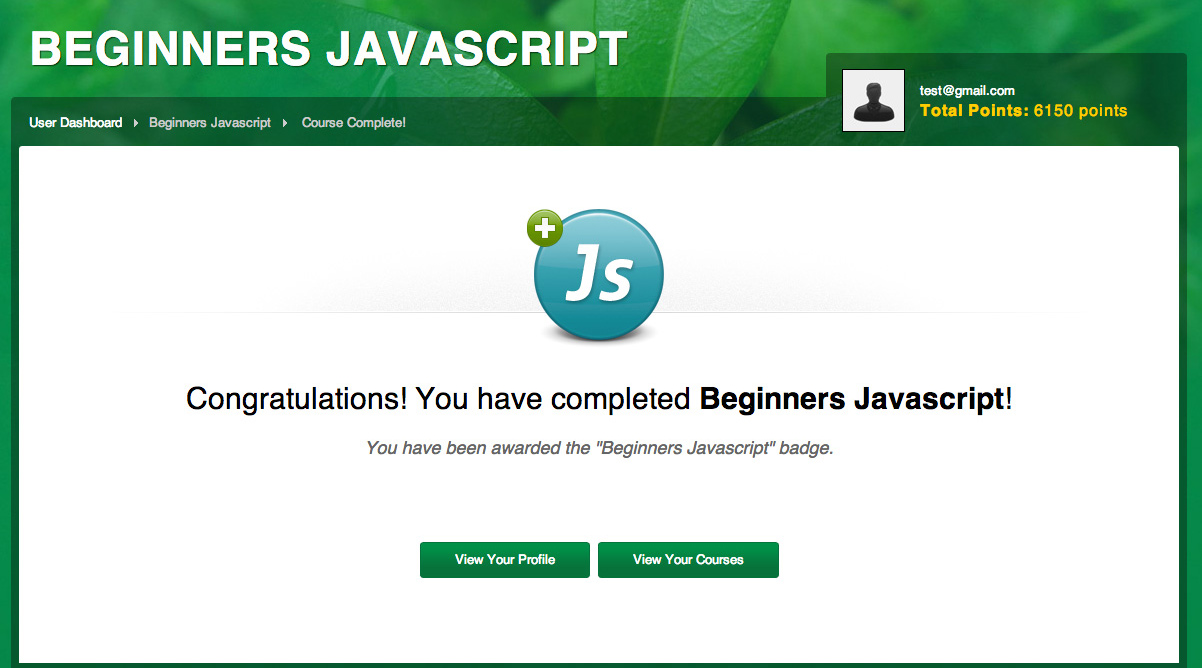 BEGINNERS JAVASCRIPT
test@gmail.com
Total Points: 6150 points
User Dashboard Beginners Javascript Course Complete!
Js
Congratulations! You have completed Beginners Javascript!
You have been awarded the "Beginners Javascript" badge.
View Your Profile View Your Courses